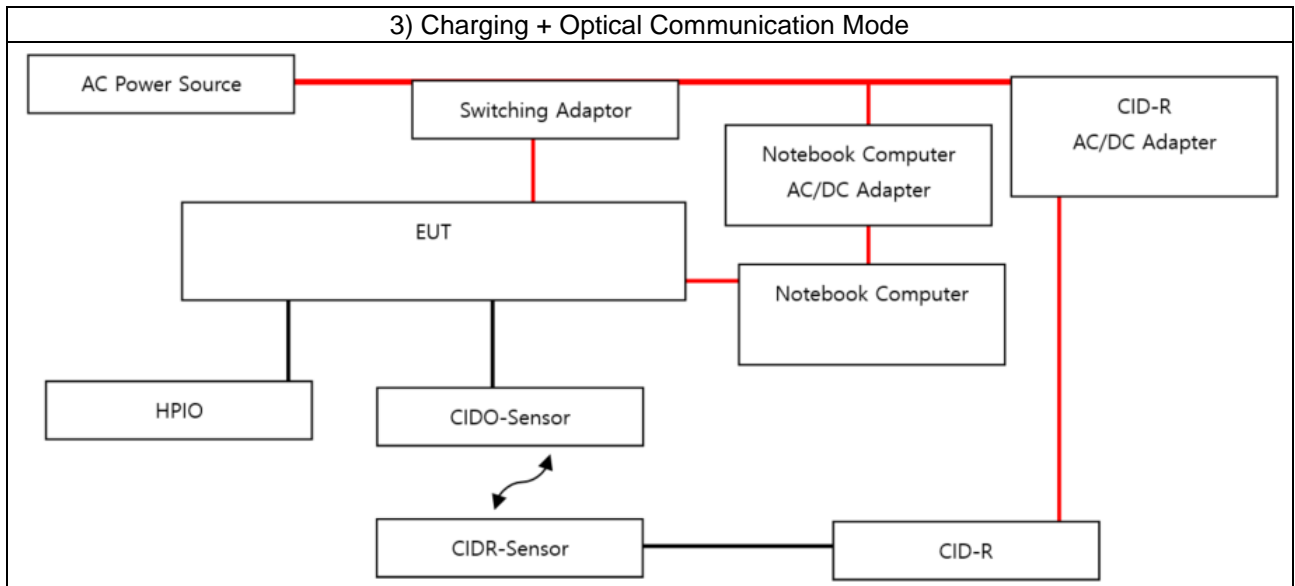 3) Charging + Optical Communication Mode
AC Power Source
Switching Adaptor
CID-R
AC/DC Adapter
Notebook Computer
AC/DC Adapter
EUT
Notebook Computer
HPIO
CIDO-Sensor
CIDR-Sensor
CID-R